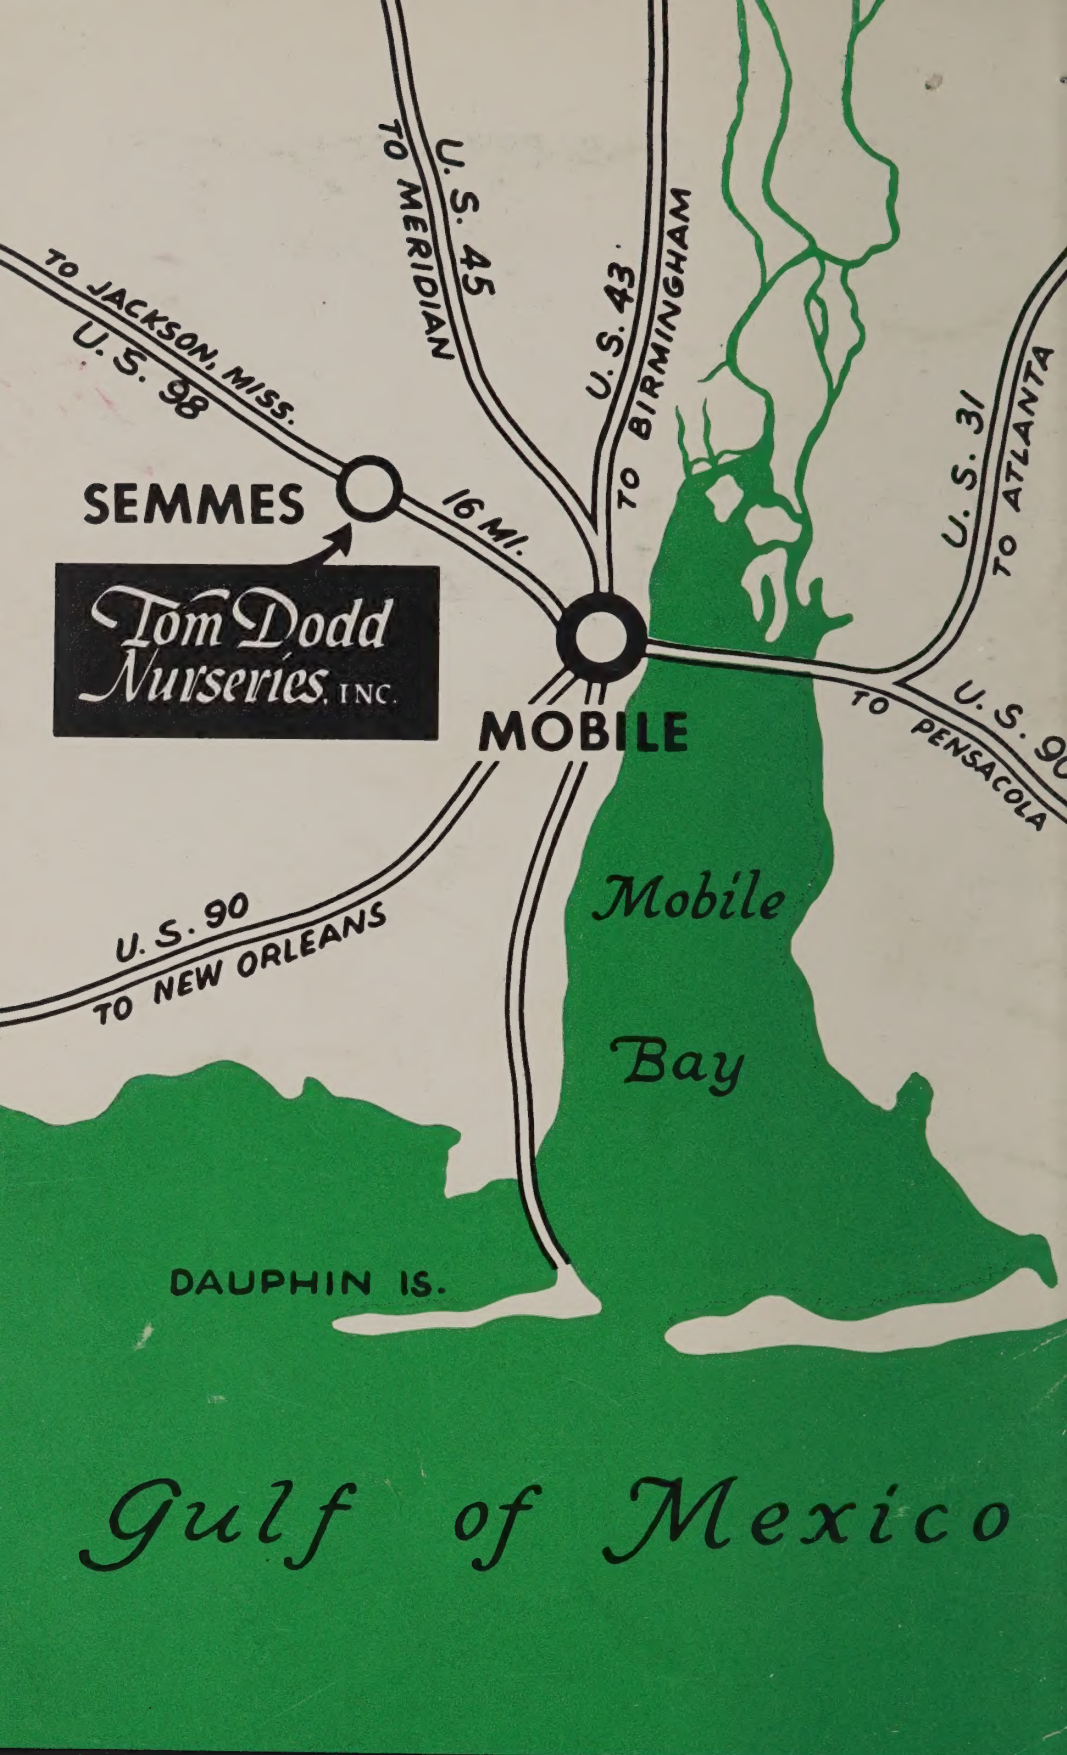 TO MERIDIAN
U. S. 45
U. S. 43
TO BIRMINGHAM
TO JACKSON, MISS.
U. S. 98
U. S. 31
TO ATLANTA
SEMMES
16 MI.
Tom Dodd
Nurseries, INC.
MOBILE
U. S. 90
TO PENSACOLA
Mobile
Bay
U. S. 90
TO NEW ORLEANS
DAUPHIN IS.
Gulf of Mexico